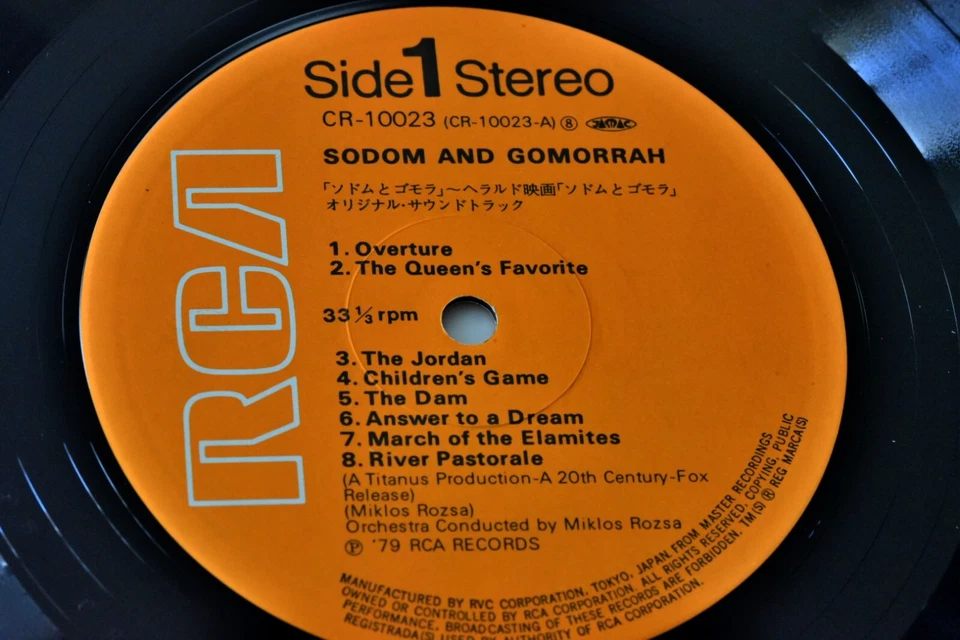 Side 1 Stereo
CR-10023 (CR-10023-A) ⑧ JASRAC
SODOM AND GOMORRAH
「ソドムとゴモラ」〜ヘラルド映画「ソドムとゴモラ」
オリジナル・サウンドトラック
1. Overture
2. The Queen's Favorite
33 ⅓ rpm
3. The Jordan
4. Children's Game
5. The Dam
6. Answer to a Dream
7. March of the Elamites
8. River Pastorale
(A Titanus Production-A 20th Century-Fox
Release)
(Miklos Rozsa)
Orchestra Conducted by Miklos Rozsa
Ⓟ '79 RCA RECORDS
RCA
MANUFACTURED BY RVC CORPORATION, TOKYO, JAPAN FROM MASTER RECORDINGS
OWNED OR CONTROLLED BY RCA CORPORATION. ALL RIGHTS RESERVED. COPYING, PUBLIC
PERFORMANCE, BROADCASTING OF THESE RECORDS ARE FORBIDDEN. TM(S) ® REG MARCA(S)
REGISTRADA(S) USED BY AUTHORITY OF RCA CORPORATION.